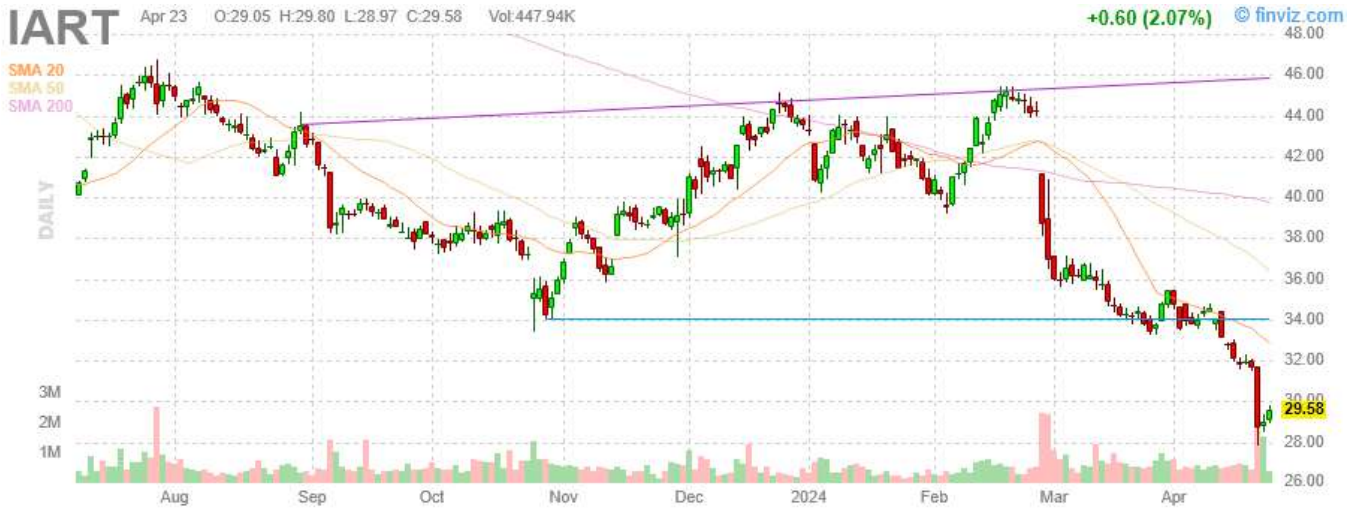 IART Apr 23 O:29.05 H:29.80 L:28.97 C:29.58 Vol:447.94K +0.60 (2.07%) © finviz.com
SMA 20
SMA 50
SMA 200
DAILY
48.00
46.00
44.00
42.00
40.00
38.00
36.00
34.00
32.00
30.00
29.58
28.00
26.00
3M
2M
1M
Aug Sep Oct Nov Dec 2024 Feb Mar Apr